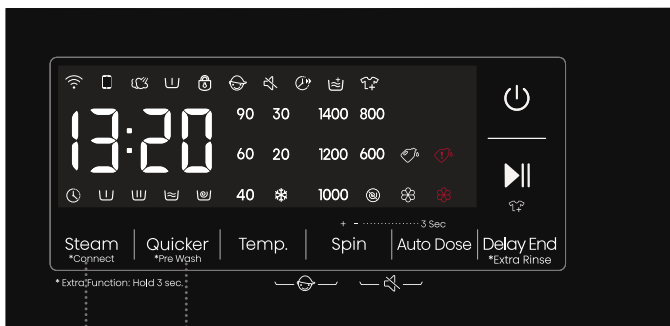 90 30 1400 800
13:20
60 20 1200 600
40 1000
+ - 3 Sec
Steam Quicker Temp. Spin Auto Dose Delay End
*Connect *Pre Wash *Extra Rinse
* Extra Function: Hold 3 sec.